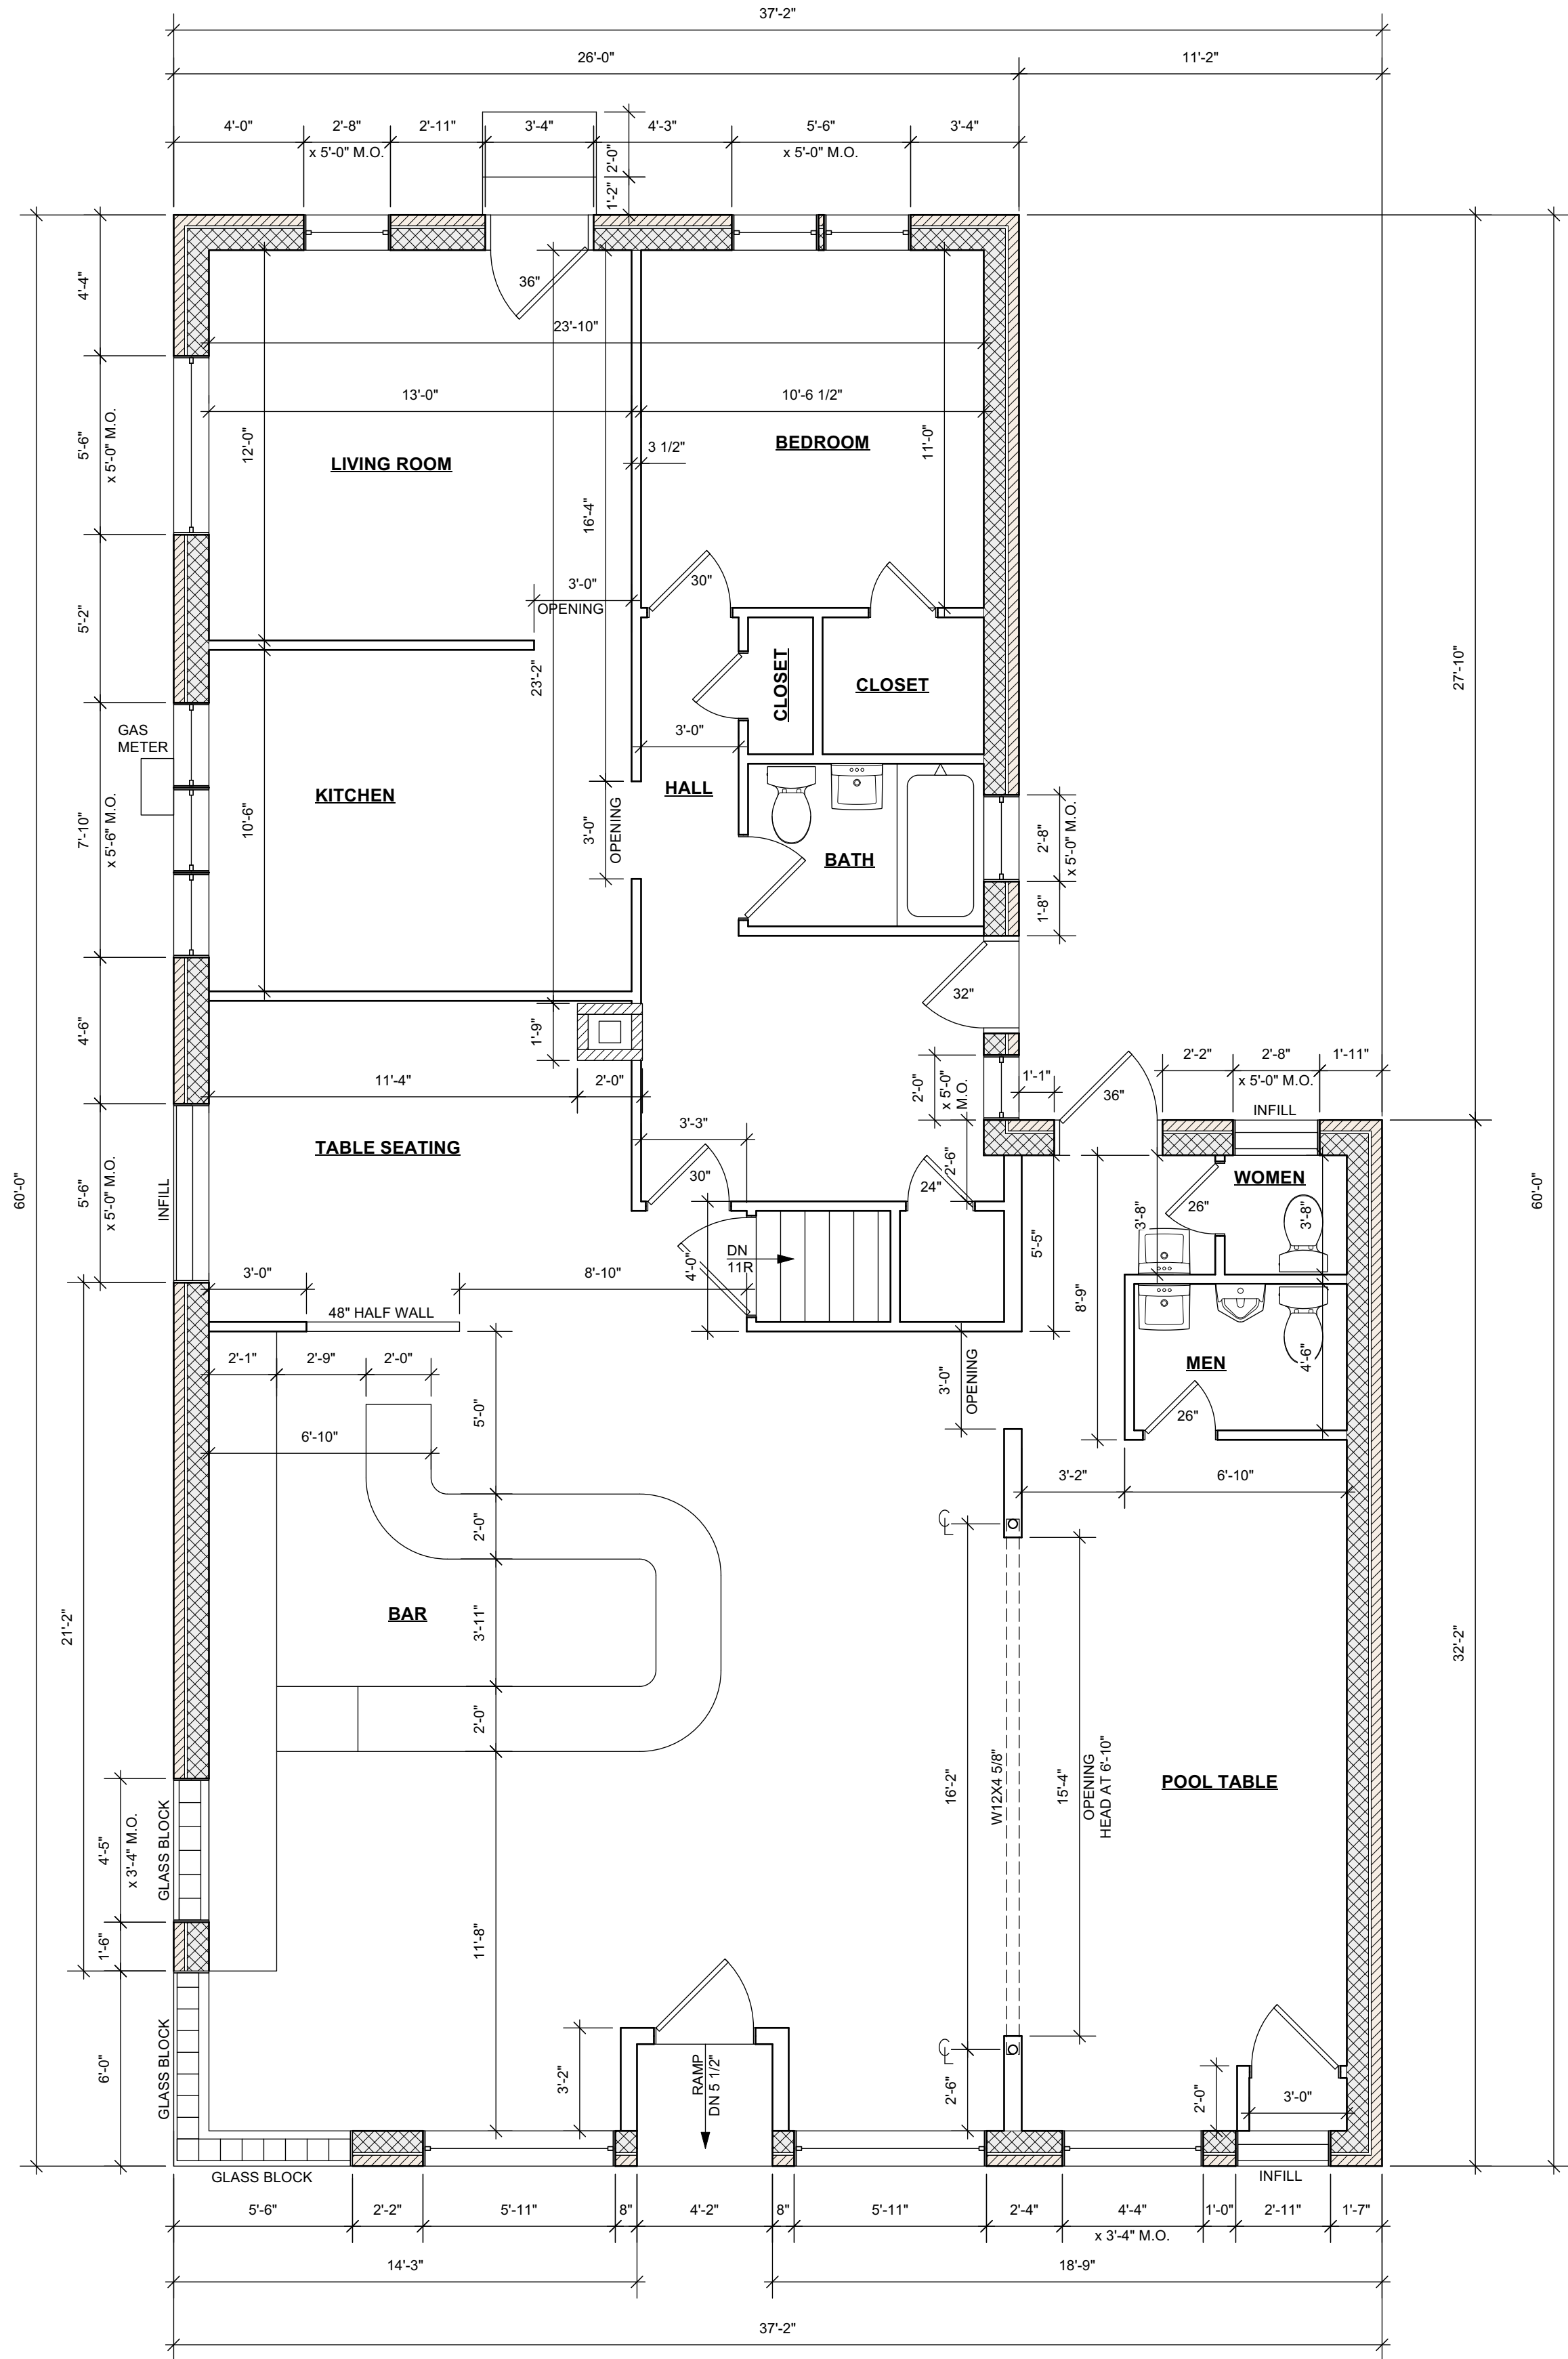 37'-2"
26'-0"
11'-2"
4'-0"
2'-8"
x 5'-0" M.O.
2'-11"
3'-4"
2'-0"
1'-2"
4'-3"
5'-6"
x 5'-0" M.O.
3'-4"
36"
23'-10"
13'-0"
10'-6 1/2"
4'-4"
5'-6"
x 5'-0" M.O.
12'-0"
LIVING ROOM
3 1/2"
BEDROOM
11'-0"
16'-4"
3'-0"
OPENING
30"
5'-2"
23'-2"
CLOSET
CLOSET
27'-10"
GAS
METER
3'-0"
KITCHEN
HALL
7'-10"
x 5'-6" M.O.
10'-6"
3'-0"
OPENING
BATH
2'-8"
x 5'-0" M.O.
1'-8"
32"
4'-6"
1'-9"
11'-4"
2'-0"
2'-0"
x 5'-0"
M.O.
1'-1"
36"
2'-2"
2'-8"
x 5'-0" M.O.
1'-11"
INFILL
3'-3"
TABLE SEATING
60'-0"
5'-6"
x 5'-0" M.O.
INFILL
30"
24"
2'-6"
WOMEN
26"
3'-8"
3'-8"
60'-0"
DN
11R
4'-0"
5'-5"
8'-9"
3'-0"
8'-10"
48" HALF WALL
2'-1"
2'-9"
2'-0"
3'-0"
OPENING
MEN
4'-6"
26"
5'-0"
6'-10"
3'-2"
6'-10"
CL
2'-0"
BAR
3'-11"
21'-2"
2'-0"
32'-2"
16'-2"
W12X4 5/8"
15'-4"
OPENING
HEAD AT 6'-10"
POOL TABLE
4'-5"
x 3'-4" M.O.
GLASS BLOCK
1'-6"
11'-8"
6'-0"
GLASS BLOCK
3'-2"
RAMP
DN 5 1/2"
CL
2'-6"
2'-0"
3'-0"
GLASS BLOCK
INFILL
5'-6"
2'-2"
5'-11"
8"
4'-2"
8"
5'-11"
2'-4"
4'-4"
x 3'-4" M.O.
1'-0"
2'-11"
1'-7"
14'-3"
18'-9"
37'-2"